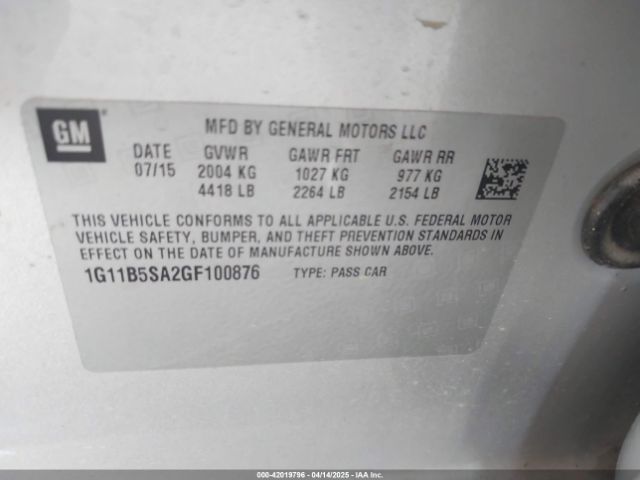 GM
MFD BY GENERAL MOTORS LLC
DATE GVWR GAWR FRT GAWR RR
07/15 2004 KG 1027 KG 977 KG
4418 LB 2264 LB 2154 LB
THIS VEHICLE CONFORMS TO ALL APPLICABLE U.S. FEDERAL MOTOR
VEHICLE SAFETY, BUMPER, AND THEFT PREVENTION STANDARDS IN
EFFECT ON THE DATE OF MANUFACTURE SHOWN ABOVE.
1G11B5SA2GF100876 TYPE: PASS CAR
000-42019796 - 04/14/2025 - IAAI.COM